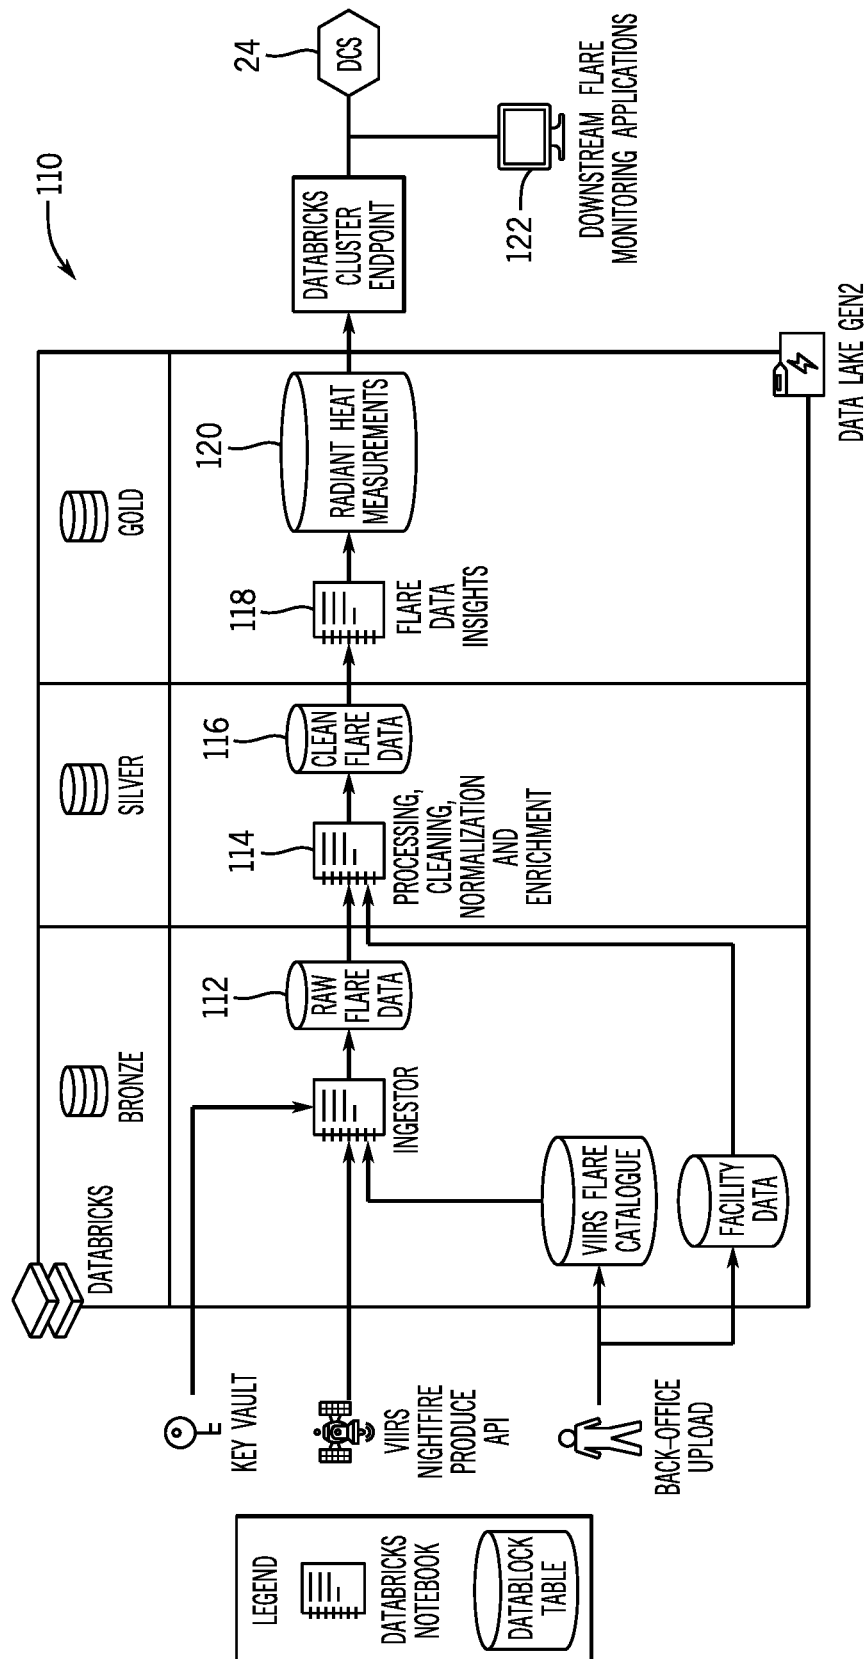 110
DATABRICKS
BRONZE
SILVER
GOLD
KEY VAULT
VIIRS
NIGHTFIRE
PRODUCE
API
BACK-OFFICE
UPLOAD
INGESTOR
112
RAW
FLARE
DATA
VIIRS FLARE
CATALOGUE
FACILITY
DATA
114
PROCESSING,
CLEANING,
NORMALIZATION
AND
ENRICHMENT
116
CLEAN
FLARE
DATA
118
FLARE
DATA
INSIGHTS
120
RADIANT HEAT
MEASUREMENTS
DATABRICKS
CLUSTER
ENDPOINT
24
DCS
122
DOWNSTREAM FLARE
MONITORING APPLICATIONS
DATA LAKE GEN2
LEGEND
DATABRICKS
NOTEBOOK
DATABLOCK
TABLE